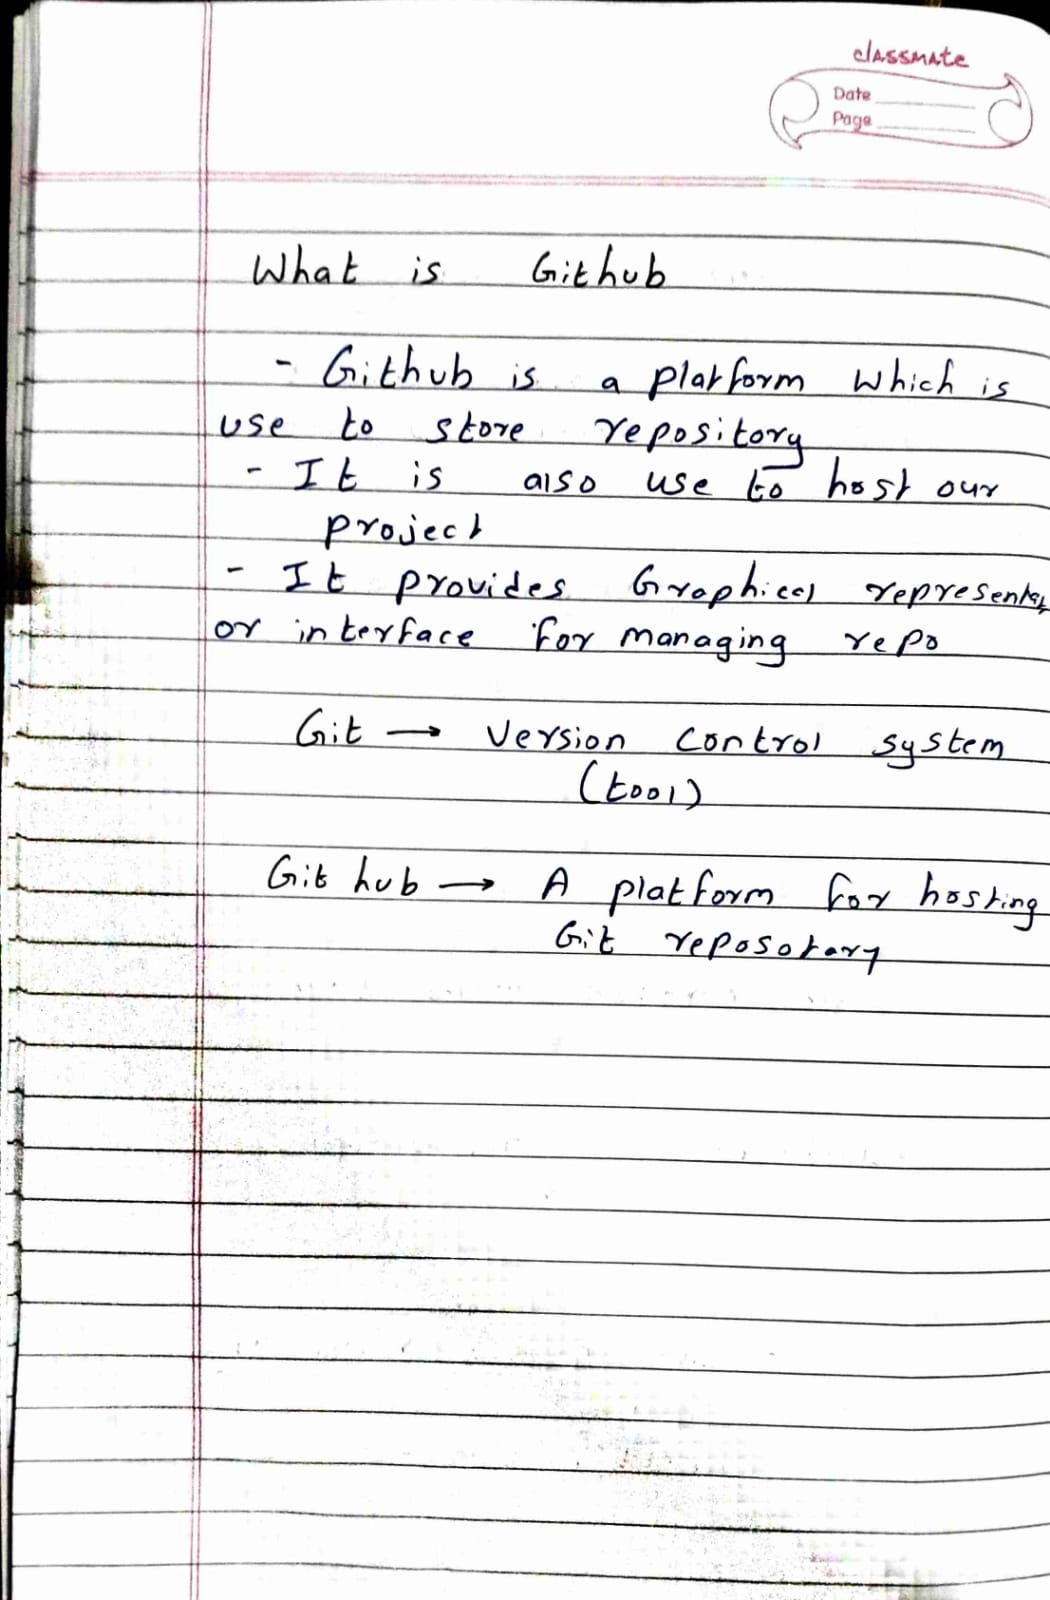 classmate
Date
Page
What is Github
- Github is a platform which is
use to store repository
- It is also use to host our
project
- It provides Graphical
or interface for managing repo
Git → Version control system
(tool)
Git hub → A platform for hosting
Git reposotary